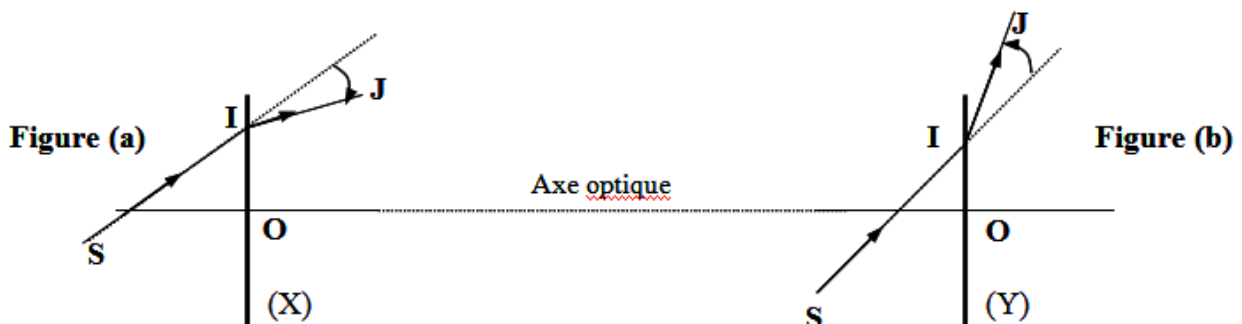 J
J
I
Figure (a)
I
Figure (b)
Axe optique
O
O
S
(X)
S
(Y)